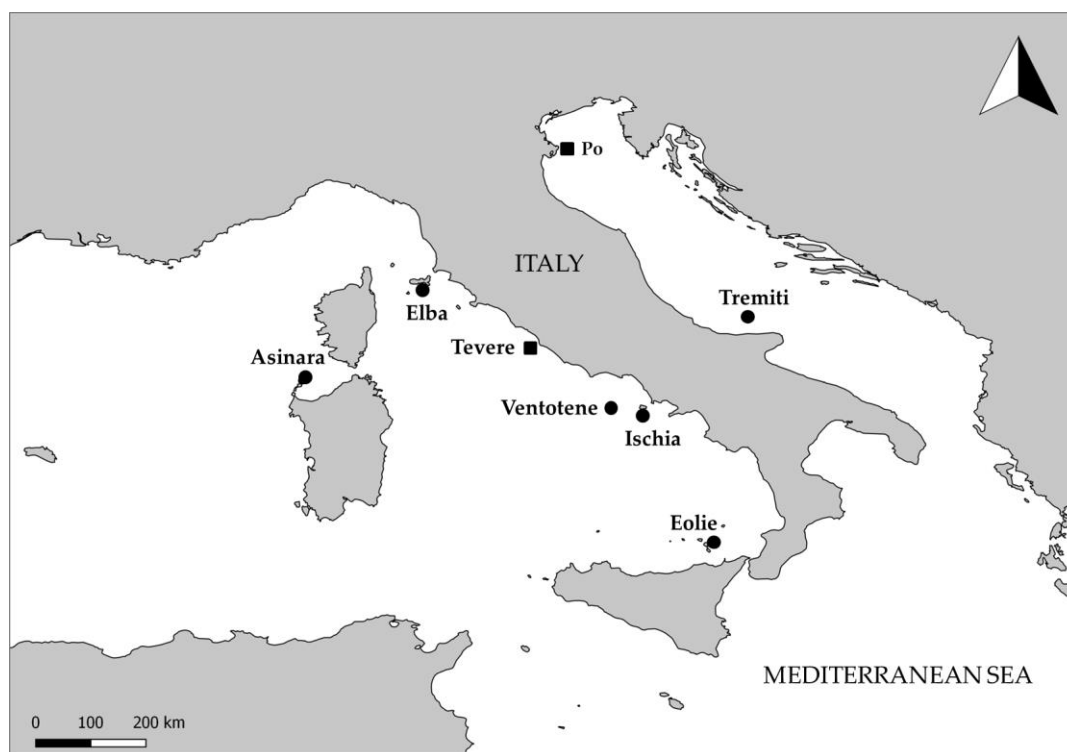 Po
ITALY
Tremiti
Elba
Tevere
Asinara
Ventotene
Ischia
Eolie
MEDITERRANEAN SEA
0 100 200 km